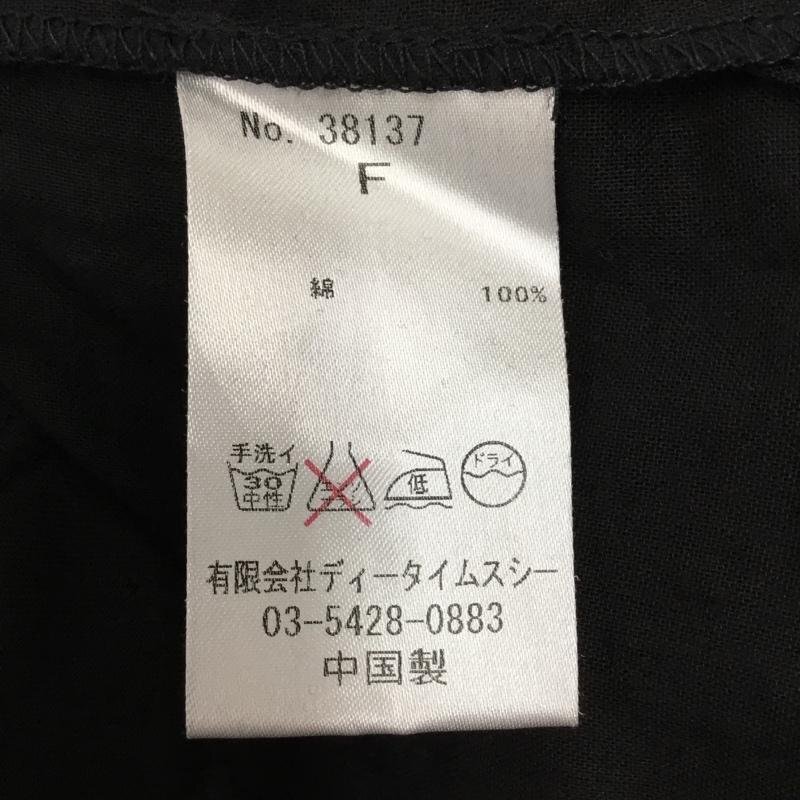 No. 38137
F
綿 100%
手洗イ
30
中性
低
ドライ
有限会社ディータイムスシー
03-5428-0883
中国製